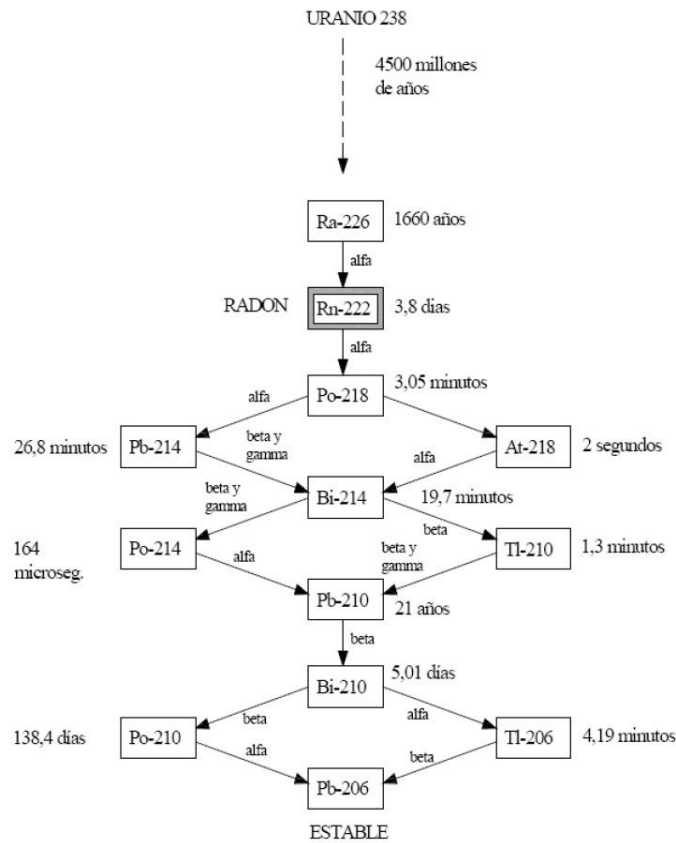 URANIO 238
4500 millones
de años
Ra-226
1660 años
alfa
RADON
Rn-222
3,8 días
alfa
Po-218
3,05 minutos
alfa
26,8 minutos
Pb-214
beta y
gamma
alfa
At-218
2 segundos
beta y
gamma
Bi-214
19,7 minutos
beta
164
microseg.
Po-214
alfa
beta y
gamma
Tl-210
1,3 minutos
Pb-210
21 años
beta
Bi-210
5,01 días
138,4 días
Po-210
beta
alfa
Tl-206
4,19 minutos
alfa
beta
Pb-206
ESTABLE